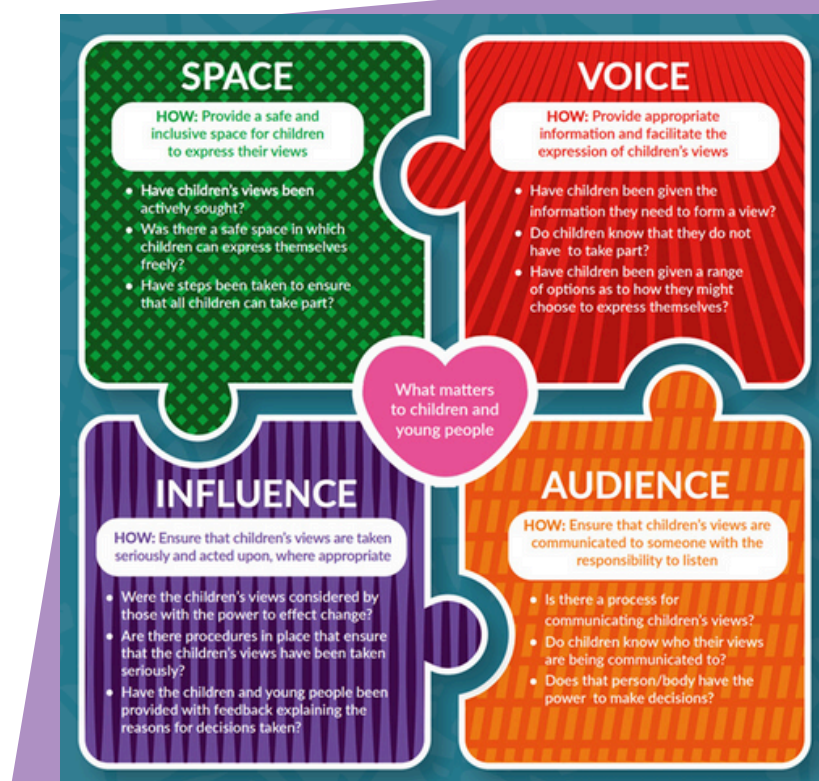 SPACE
HOW: Provide a safe and
inclusive space for children
to express their views
• Have children's views been
actively sought?
• Was there a safe space in which
children can express themselves
freely?
• Have steps been taken to ensure
that all children can take part?
VOICE
HOW: Provide appropriate
information and facilitate the
expression of children's views
• Have children been given the
information they need to form a view?
• Do children know that they do not
have to take part?
• Have children been given a range
of options as to how they might
choose to express themselves?
What matters
to children and
young people
INFLUENCE
HOW: Ensure that children's views are taken
seriously and acted upon, where appropriate
• Were the children's views considered by
those with the power to effect change?
• Are there procedures in place that ensure
that the children's views have been taken
seriously?
• Have the children and young people been
provided with feedback explaining the
reasons for decisions taken?
AUDIENCE
HOW: Ensure that children's views are
communicated to someone with the
responsibility to listen
• Is there a process for
communicating children's views?
• Do children know who their views
are being communicated to?
• Does that person/body have the
power to make decisions?